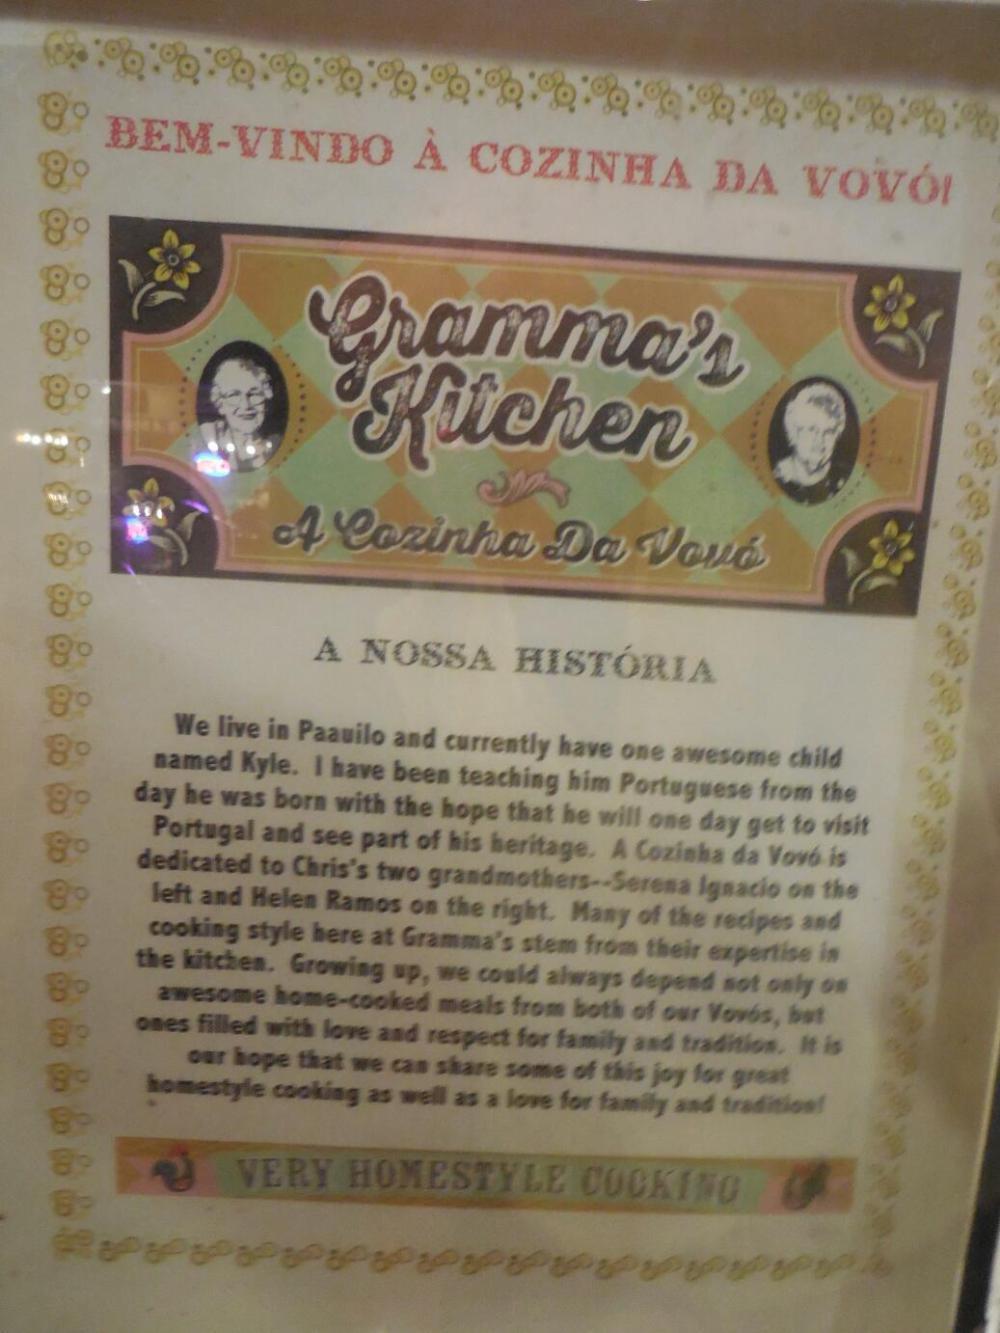 BEM-VINDO À COZINHA DA VOVÓ!
Gramma's
Kitchen
A Cozinha Da Vovó
A NOSSA HISTÓRIA
We live in Paauilo and currently have one awesome child
named Kyle. I have been teaching him Portuguese from the
day he was born with the hope that he will one day get to visit
Portugal and see part of his heritage. A Cozinha da Vovó is
dedicated to Chris's two grandmothers--Serena Ignacio on the
left and Helen Ramos on the right. Many of the recipes and
cooking style here at Gramma's stem from their expertise in
the kitchen. Growing up, we could always depend not only on
awesome home-cooked meals from both of our Vovós, but
ones filled with love and respect for family and tradition. It is
our hope that we can share some of this joy for great
homestyle cooking as well as a love for family and tradition!
VERY HOMESTYLE COOKING